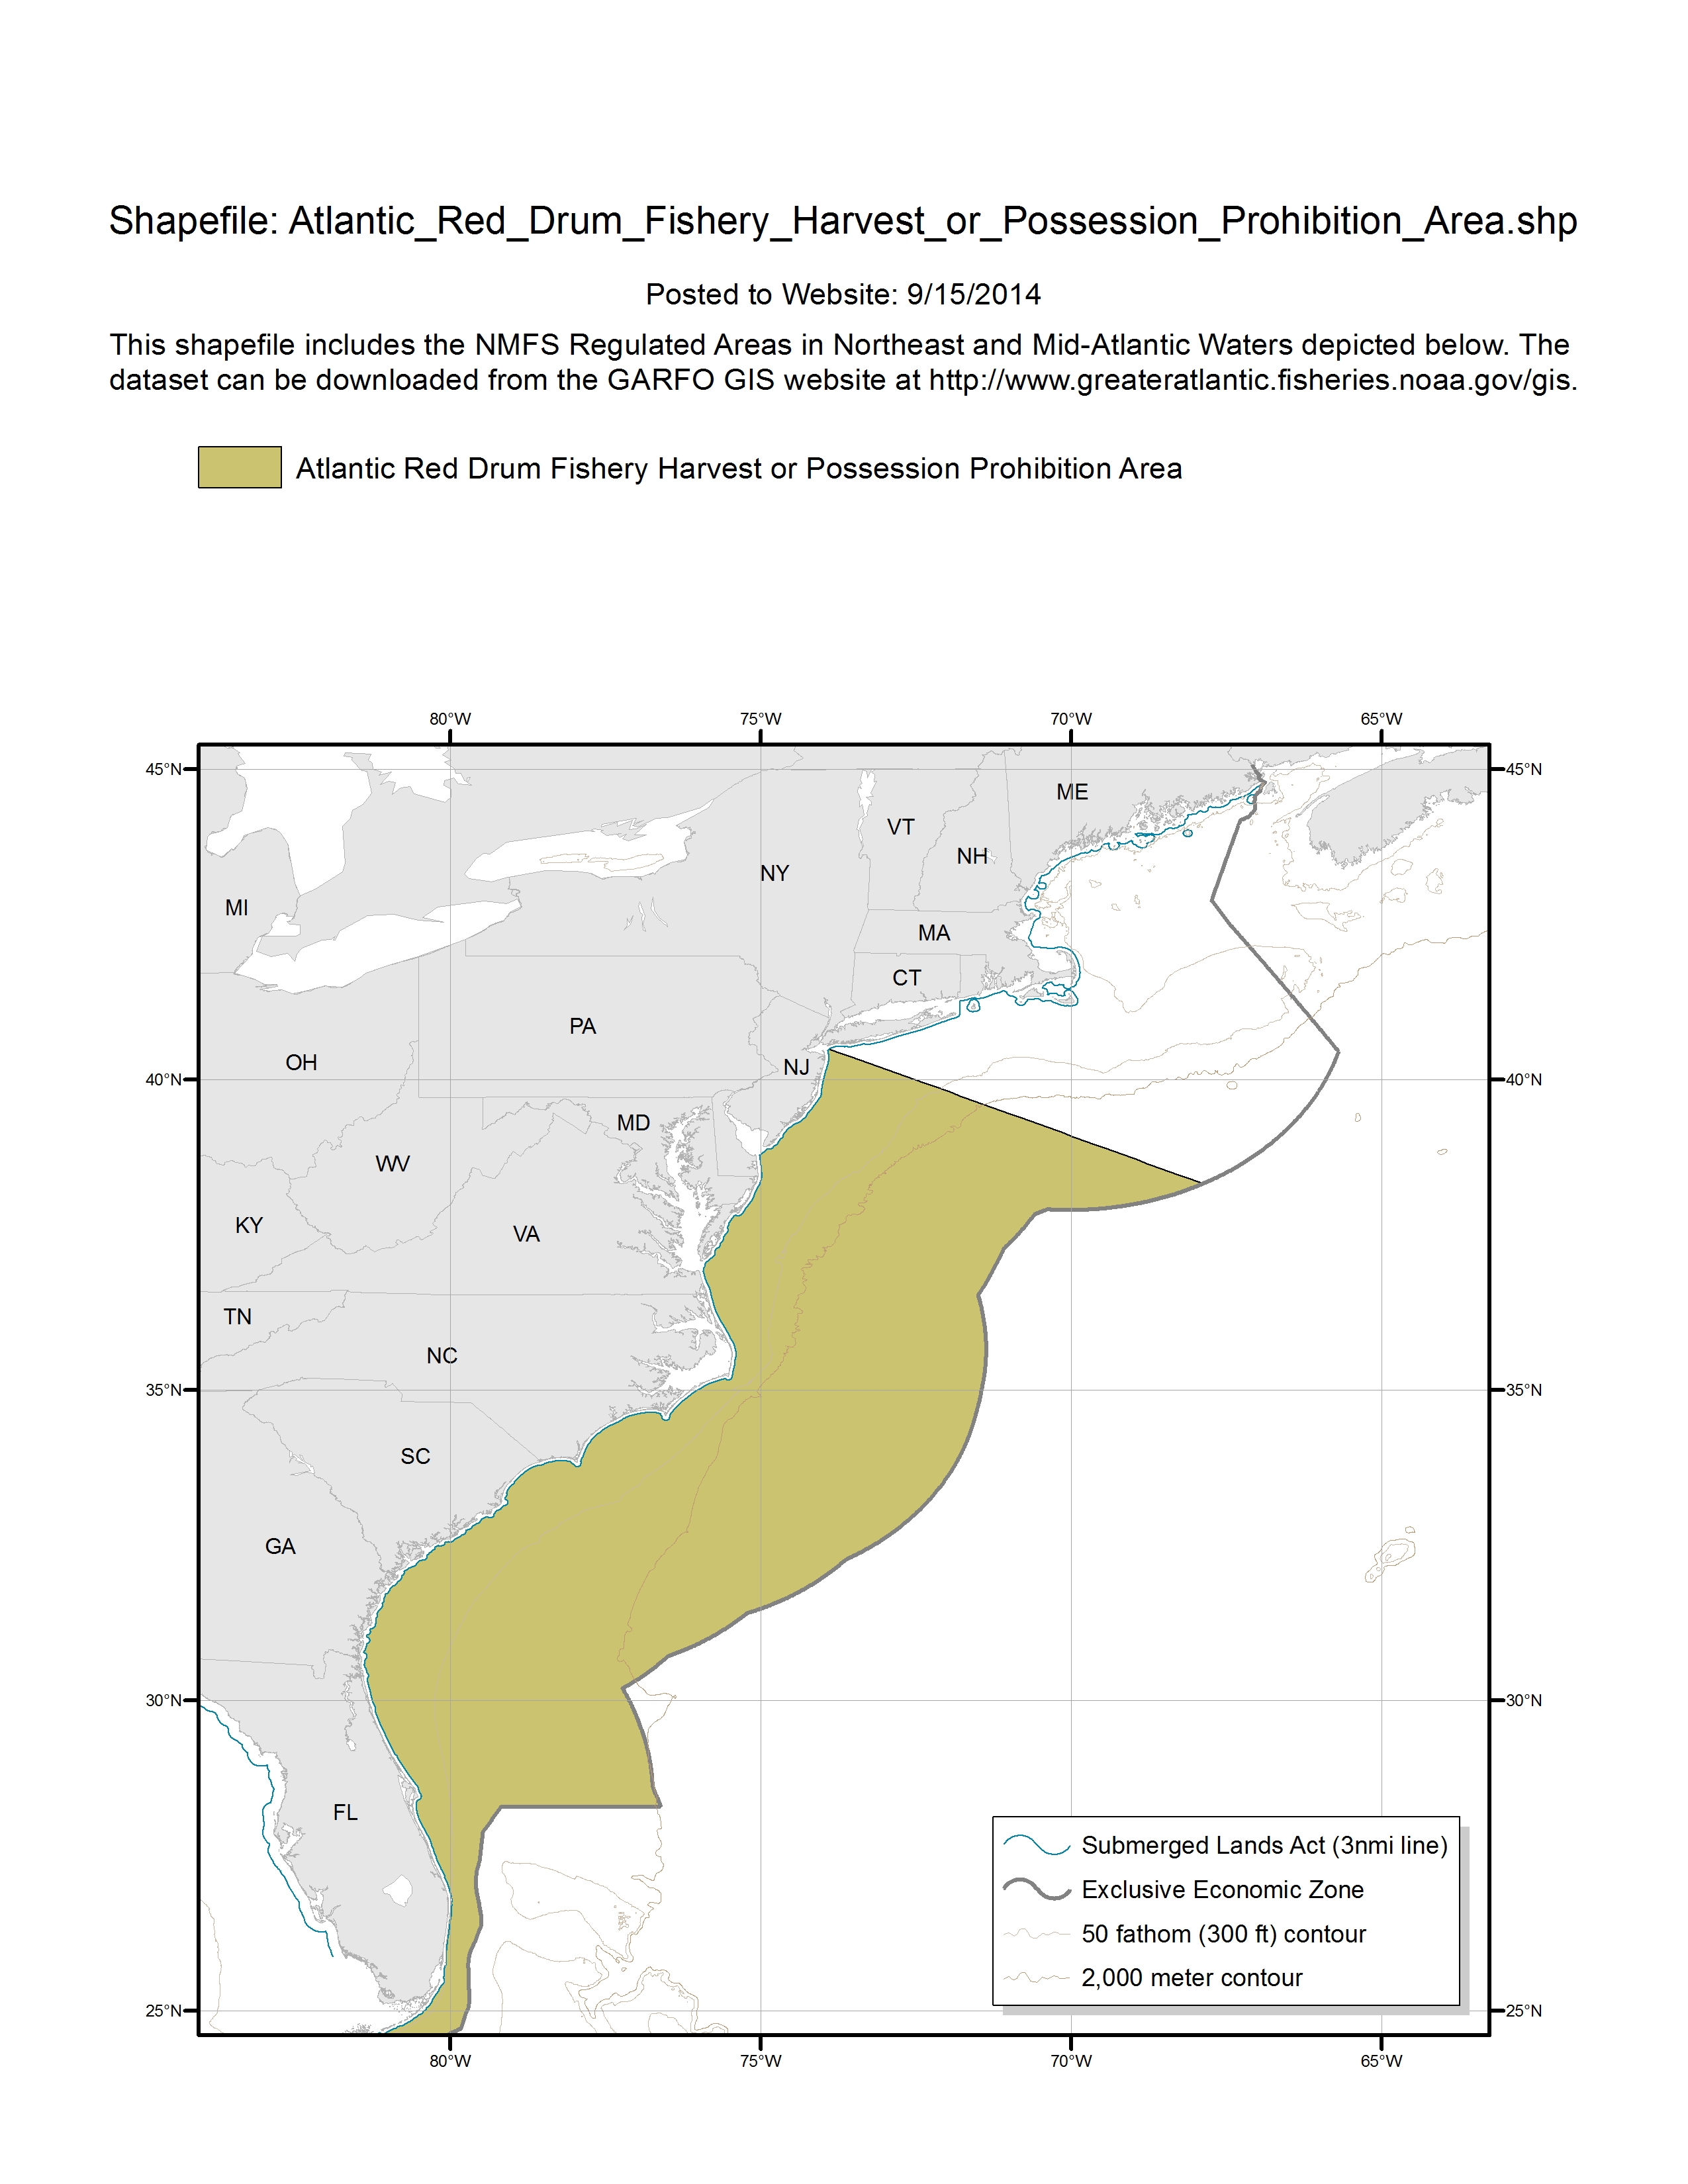 Shapefile: Atlantic_Red_Drum_Fishery_Harvest_or_Possession_Prohibition_Area.shp
Posted to Website: 9/15/2014
This shapefile includes the NMFS Regulated Areas in Northeast and Mid-Atlantic Waters depicted below. The
dataset can be downloaded from the GARFO GIS website at http://www.greateratlantic.fisheries.noaa.gov/gis.
Atlantic Red Drum Fishery Harvest or Possession Prohibition Area
80°W 75°W 70°W 65°W
45°N 45°N
ME
VT
NH
NY
MI
MA
CT
PA
OH
NJ
40°N 40°N
MD
WV
KY
VA
TN
NC
35°N 35°N
SC
GA
30°N 30°N
FL
Submerged Lands Act (3nmi line)
Exclusive Economic Zone
50 fathom (300 ft) contour
2,000 meter contour
25°N 25°N
80°W 75°W 70°W 65°W